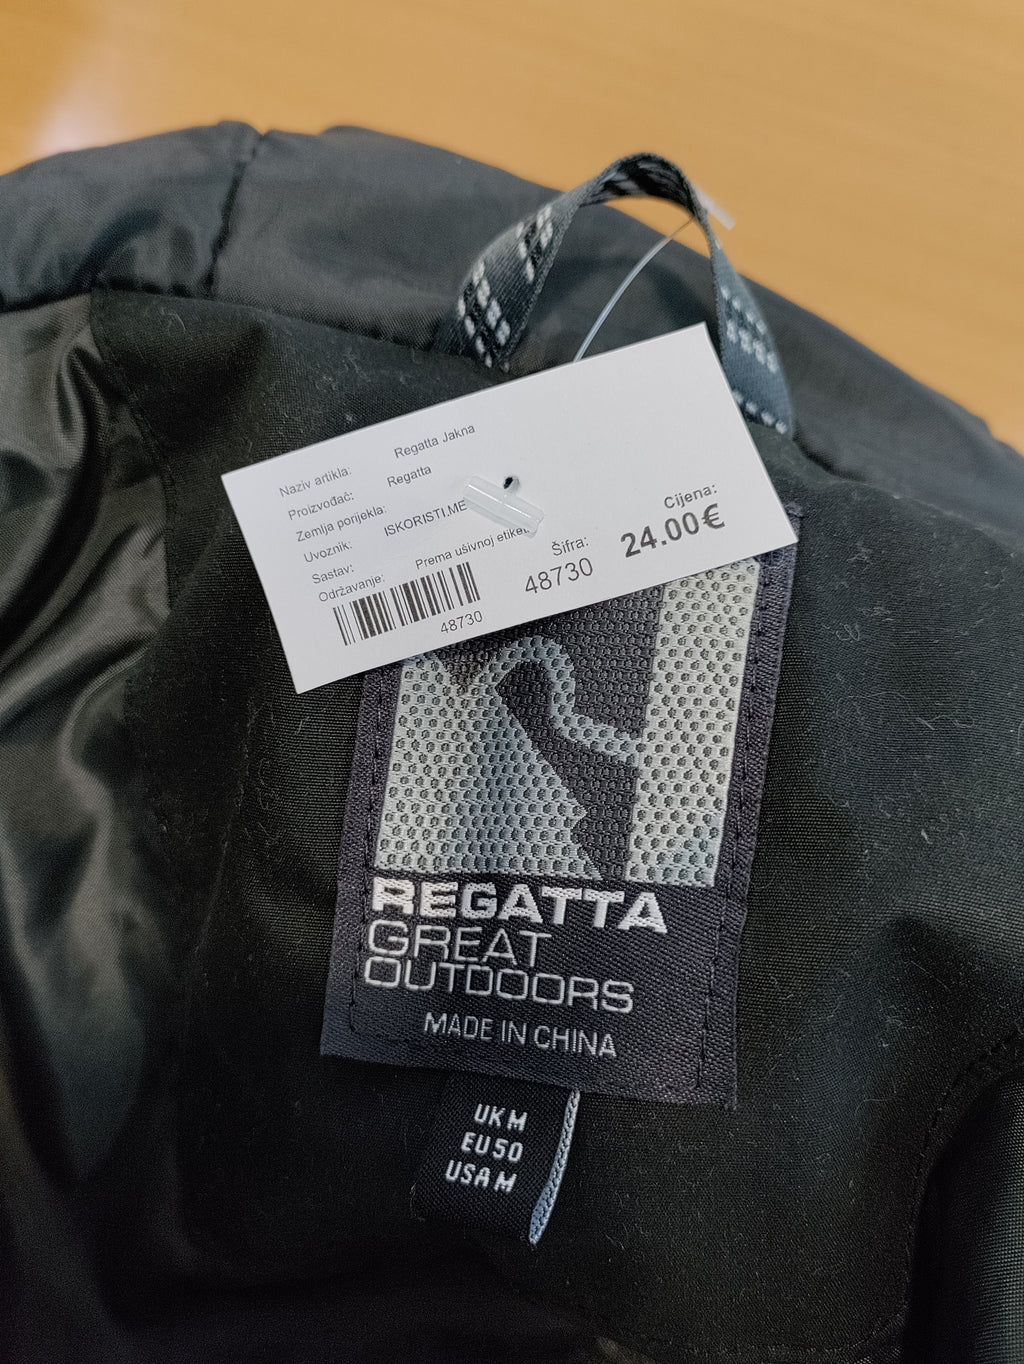 Naziv artikla: Regatta Jakna
Proizvođač: Regatta
Zemlja porijekla:
Uvoznik: ISKORISTI.ME
Sastav:
Održavanje: Prema ušivnoj
48730
Šifra:
48730
Cijena:
24.00€
REGATTA
GREAT
OUTDOORS
MADE IN CHINA
UK M
EU 50
USA M